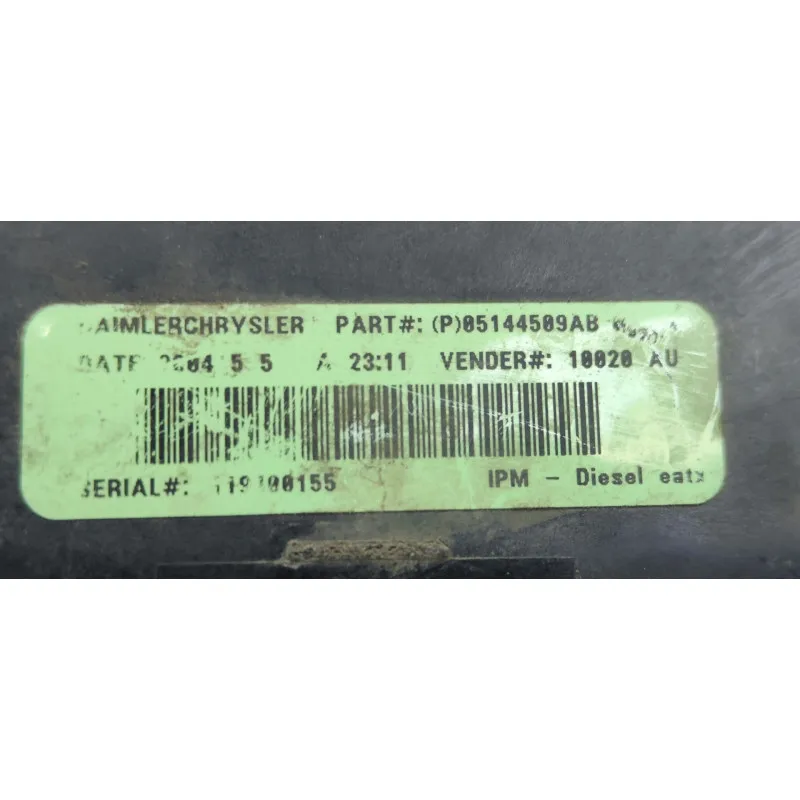 DAIMLERCHRYSLER PART#: (P)05144509AB
DATE 2004 5 5 A 23:11 VENDER#: 10020 AU
SERIAL#: IPM - Diesel eatx